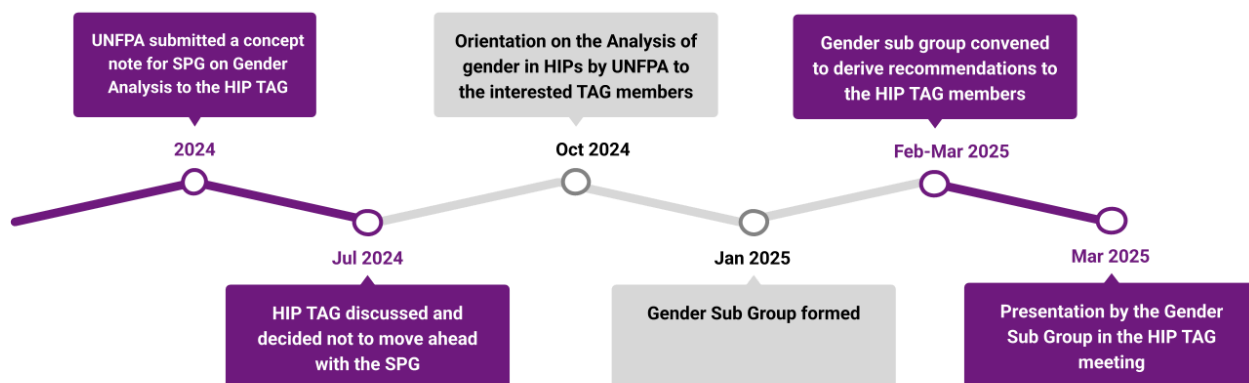 UNFPA submitted a concept
note for SPG on Gender
Analysis to the HIP TAG
2024
Jul 2024
HIP TAG discussed and
decided not to move ahead
with the SPG
Orientation on the Analysis of
gender in HIPs by UNFPA to
the interested TAG members
Oct 2024
Jan 2025
Gender Sub Group formed
Gender sub group convened
to derive recommendations to
the HIP TAG members
Feb-Mar 2025
Mar 2025
Presentation by the Gender
Sub Group in the HIP TAG
meeting